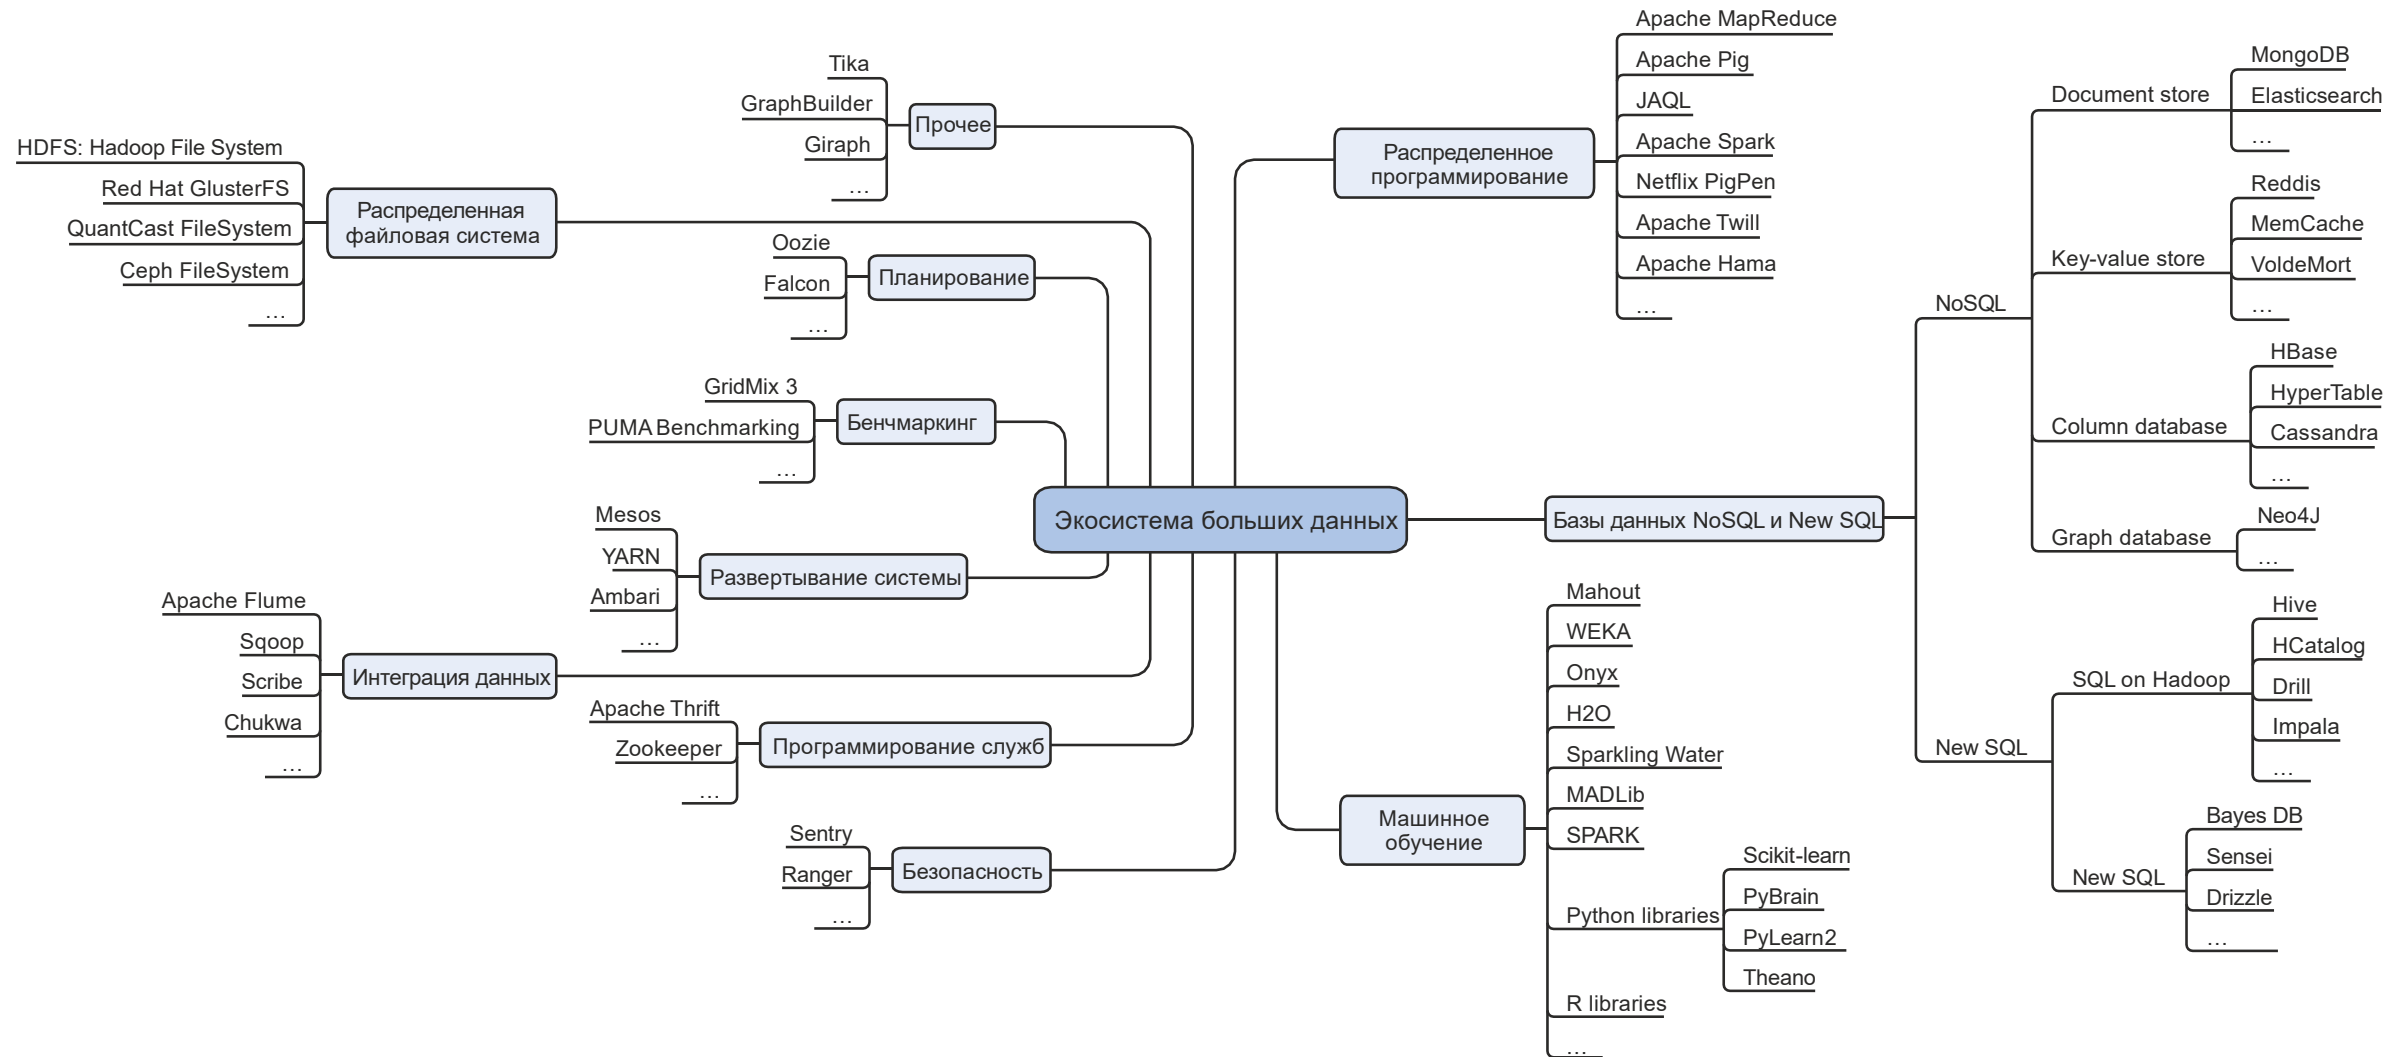 Tika
GraphBuilder
Giraph
...
Прочее
HDFS: Hadoop File System
Red Hat GlusterFS
QuantCast FileSystem
Ceph FileSystem
...
Распределенная
файловая система
Oozie
Falcon
...
Планирование
GridMix 3
PUMA Benchmarking
...
Бенчмаркинг
Mesos
YARN
Ambari
...
Развертывание системы
Apache Flume
Sqoop
Scribe
Chukwa
...
Интеграция данных
Apache Thrift
Zookeeper
...
Программирование служб
Sentry
Ranger
...
Безопасность
Экосистема больших данных
Распределенное
программирование
Apache MapReduce
Apache Pig
JAQL
Apache Spark
Netflix PigPen
Apache Twill
Apache Hama
...
Базы данных NoSQL и New SQL
NoSQL
Document store
MongoDB
Elasticsearch
...
Key-value store
Reddis
MemCache
VoldeMort
...
Column database
HBase
HyperTable
Cassandra
...
Graph database
Neo4J
...
New SQL
SQL on Hadoop
Hive
HCatalog
Drill
Impala
...
New SQL
Bayes DB
Sensei
Drizzle
...
Машинное
обучение
Mahout
WEKA
Onyx
H2O
Sparkling Water
MADLib
SPARK
Python libraries
Scikit-learn
PyBrain
PyLearn2
Theano
R libraries
...